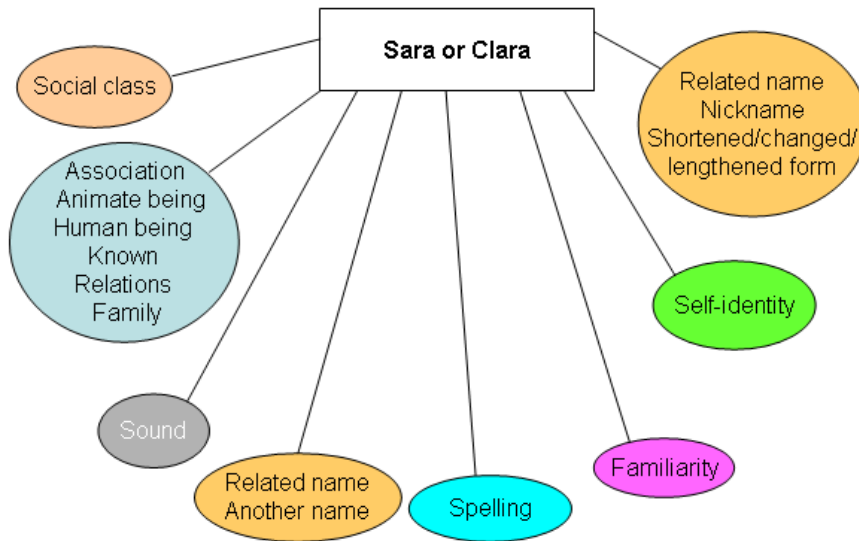 Sara or Clara
Social class
Related name
Nickname
Shortened/changed/
lengthened form
Association
Animate being
Human being
Known
Relations
Family
Self-identity
Sound
Related name
Another name
Spelling
Familiarity